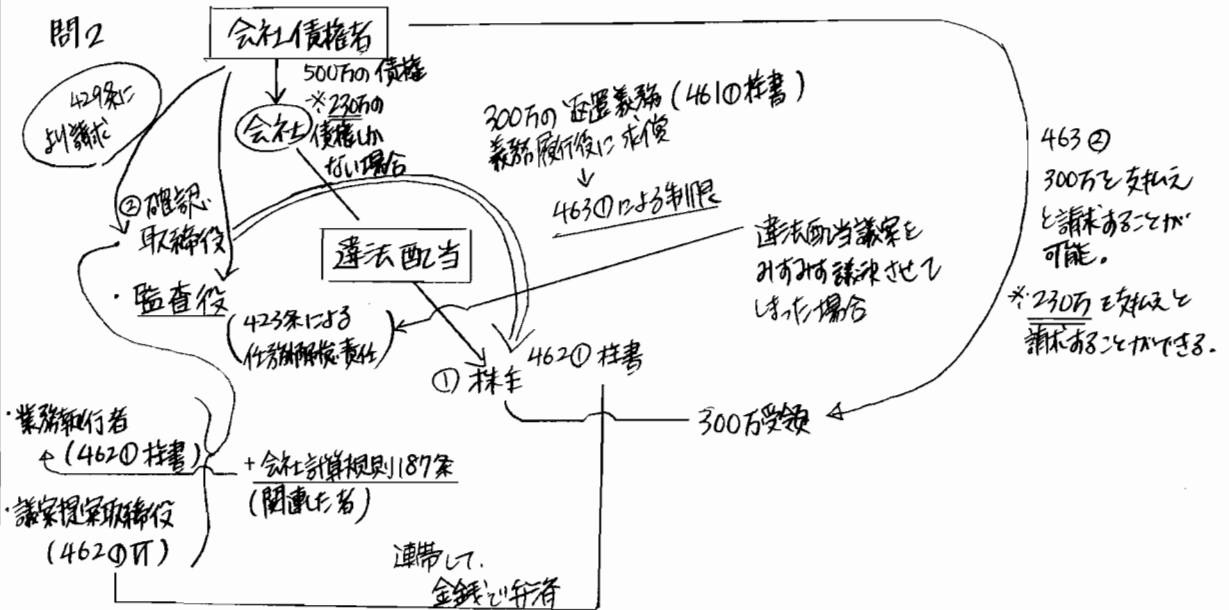 問2
会社債権者
429条に
より請求
500万の債権
※230万の
債権しか
ない場合
会社
300万の返還義務(461①柱書)
義務履行後に求償
463①による制限
463②
300万を支払え
と請求することが
可能。
※230万を支払えと
請求することができる。
②確認
取締役
・監査役
(423条による
任務懈怠責任)
違法配当
違法配当議案を
みすみす議決させて
しまった場合
①株主
462①柱書
300万受領
・業務執行者
(462①柱書)
+会社計算規則187条
(関連した者)
・議案提案取締役
(462①Ⅵ)
連帯して、
金銭で弁済